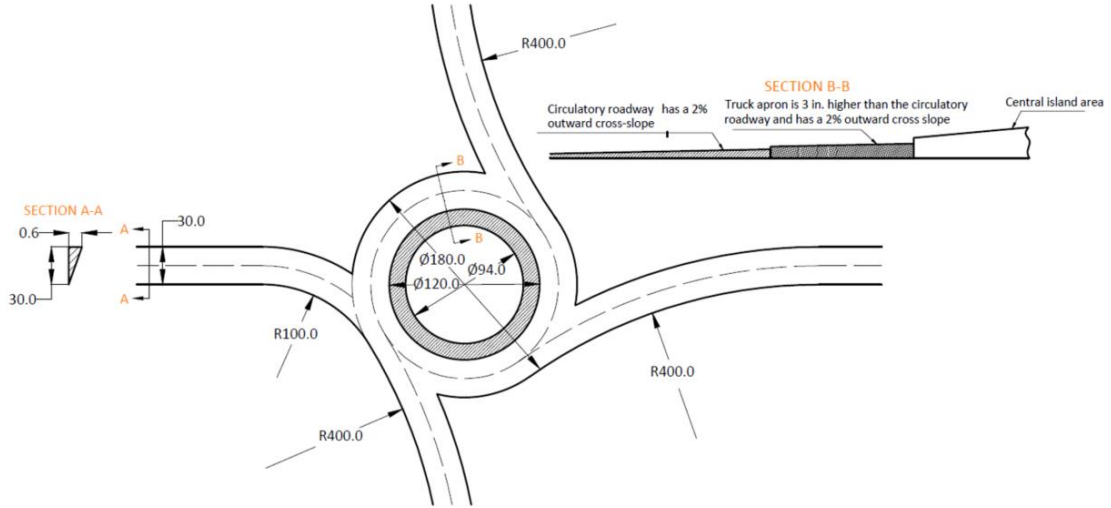 R400.0
SECTION B-B
Circulatory roadway has a 2%
outward cross-slope
Truck apron is 3 in. higher than the circulatory
roadway and has a 2% outward cross slope
Central island area
B
B
SECTION A-A
0.6
30.0
A
A
30.0
Ø180.0
Ø94.0
Ø120.0
R100.0
R400.0
R400.0